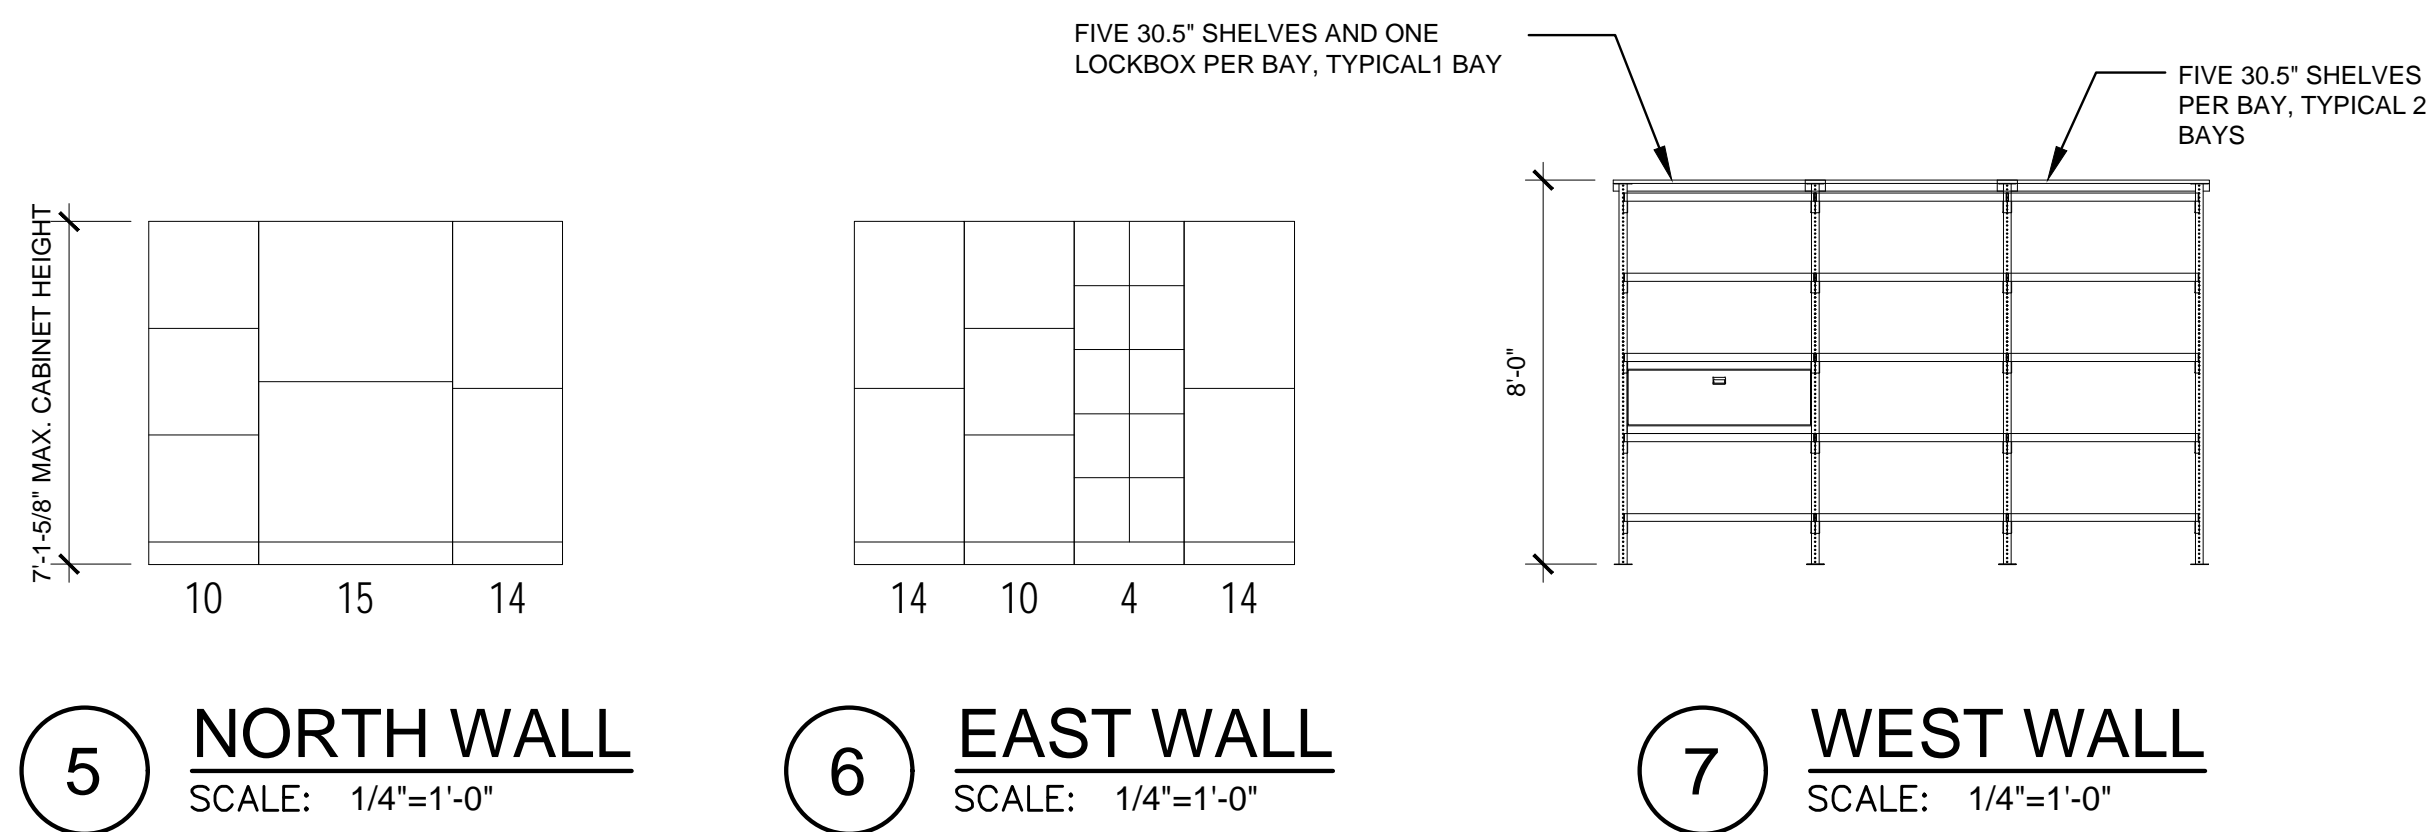 FIVE 30.5" SHELVES AND ONE
LOCKBOX PER BAY, TYPICAL1 BAY
FIVE 30.5" SHELVES
PER BAY, TYPICAL 2
BAYS
7'-1-5/8" MAX. CABINET HEIGHT
8'-0"
10 15 14
14 10 4 14
5 NORTH WALL
SCALE: 1/4"=1'-0"
6 EAST WALL
SCALE: 1/4"=1'-0"
7 WEST WALL
SCALE: 1/4"=1'-0"